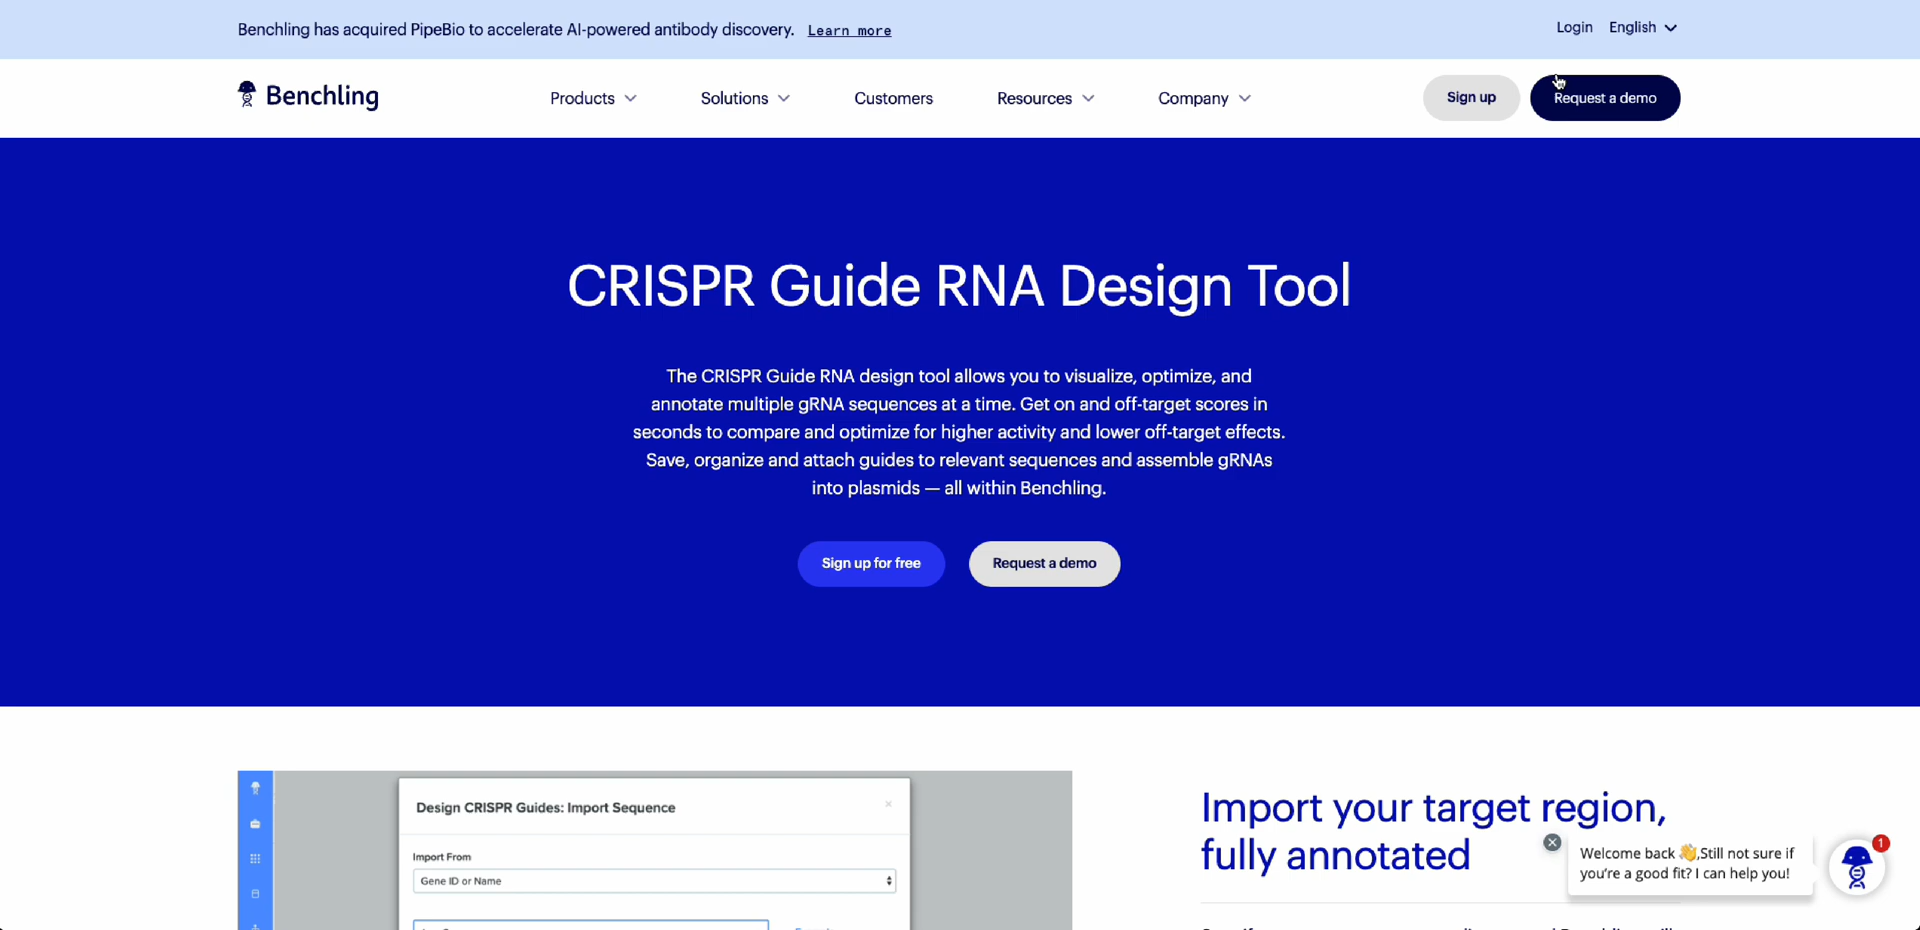 Benchling has acquired PipeBio to accelerate AI-powered antibody discovery. Learn more
Login English
Benchling
Products Solutions Customers Resources Company
Sign up Request a demo
CRISPR Guide RNA Design Tool
The CRISPR Guide RNA design tool allows you to visualize, optimize, and
annotate multiple gRNA sequences at a time. Get on and off-target scores in
seconds to compare and optimize for higher activity and lower off-target effects.
Save, organize and attach guides to relevant sequences and assemble gRNAs
into plasmids — all within Benchling.
Sign up for free Request a demo
Design CRISPR Guides: Import Sequence
Import From
Gene ID or Name
Import your target region,
fully annotated
Welcome back 👋,Still not sure if
you're a good fit? I can help you!
1